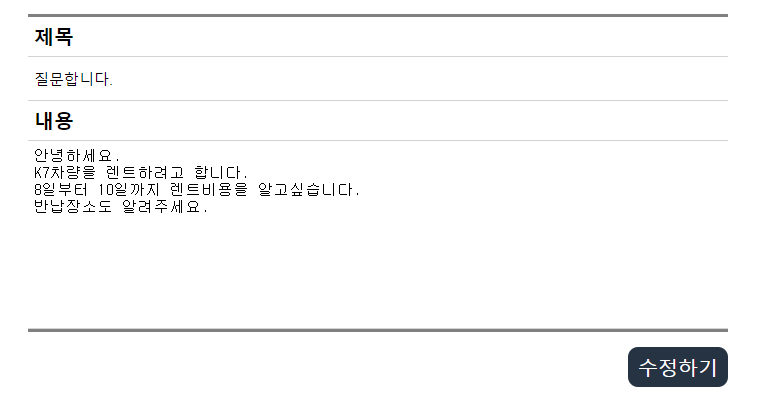 제목
질문합니다.
내용
안녕하세요.
K7차량을 렌트하려고 합니다.
8일부터 10일까지 렌트비용을 알고싶습니다.
반납장소도 알려주세요.
수정하기